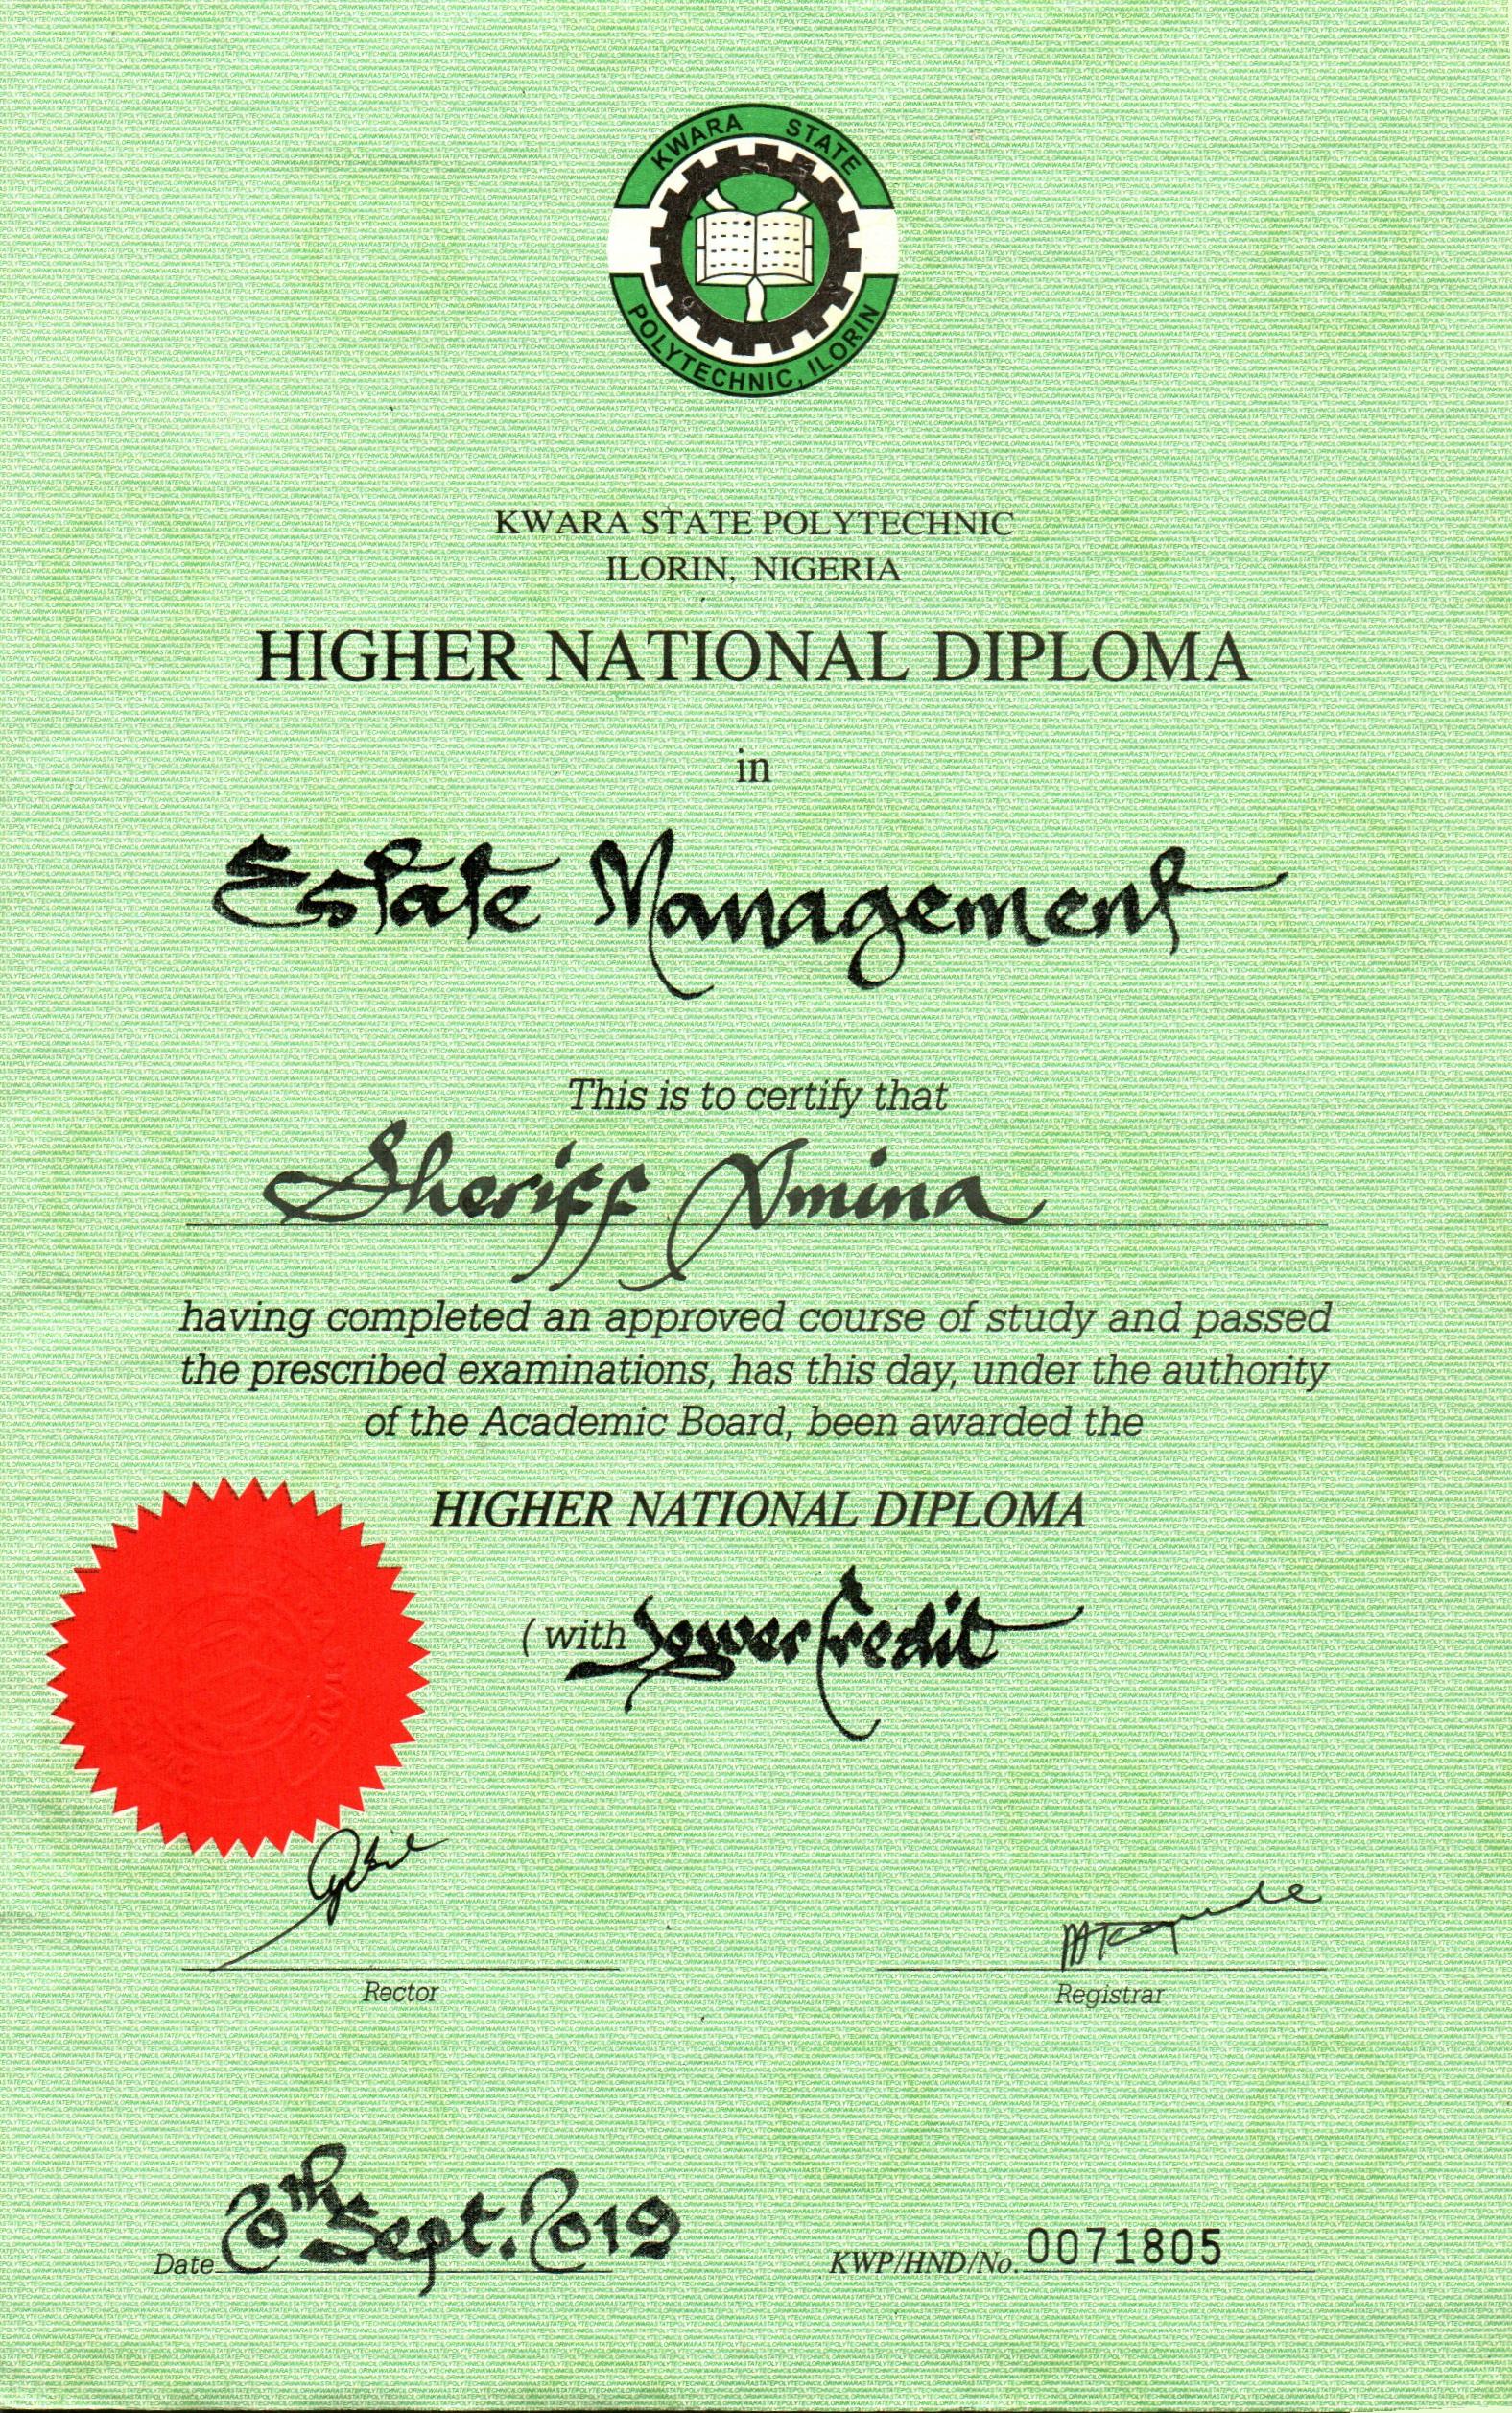 KWARA STATE
POLYTECHNIC, ILORIN
KWARA STATE POLYTECHNIC
ILORIN, NIGERIA
HIGHER NATIONAL DIPLOMA
in
Estate Management
This is to certify that
Sheriff Amina
having completed an approved course of study and passed
the prescribed examinations, has this day, under the authority
of the Academic Board, been awarded the
HIGHER NATIONAL DIPLOMA
( with Lower Credit)
Rector
Registrar
Date 20th Sept. 2019
KWP/HND/No. 0071805